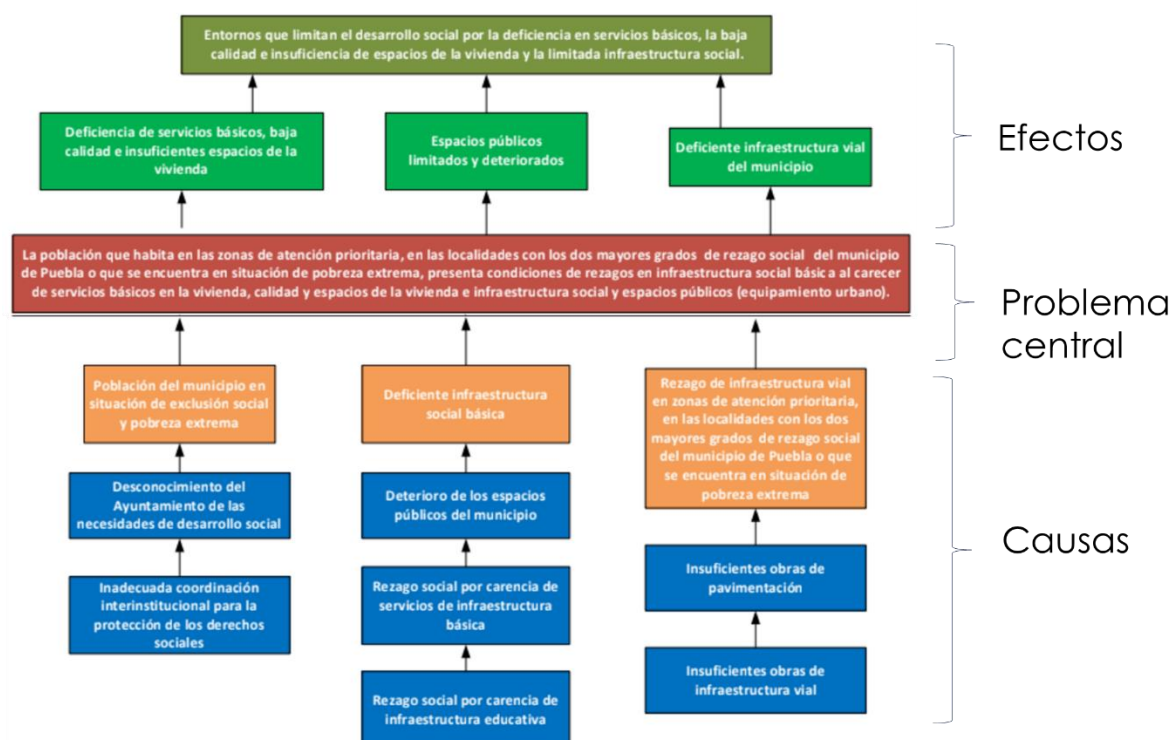 Entornos que limitan el desarrollo social por la deficiencia en servicios básicos, la baja
calidad e insuficiencia de espacios de la vivienda y la limitada infraestructura social.
Deficiencia de servicios básicos, baja
calidad e insuficientes espacios de la
vivienda
Espacios públicos
limitados y deteriorados
Deficiente infraestructura vial
del municipio
Efectos
La población que habita en las zonas de atención prioritaria, en las localidades con los dos mayores grados de rezago social del municipio
de Puebla o que se encuentra en situación de pobreza extrema, presenta condiciones de rezagos en infraestructura social básica al carecer
de servicios básicos en la vivienda, calidad y espacios de la vivienda e infraestructura social y espacios públicos (equipamiento urbano).
Problema
central
Población del municipio en
situación de exclusión social
y pobreza extrema
Deficiente infraestructura
social básica
Rezago de infraestructura vial
en zonas de atención prioritaria,
en las localidades con los dos
mayores grados de rezago social
del municipio de Puebla o que
se encuentra en situación de
pobreza extrema
Desconocimiento del
Ayuntamiento de las
necesidades de desarrollo social
Deterioro de los espacios
públicos del municipio
Causas
Inadecuada coordinación
interinstitucional para la
protección de los derechos
sociales
Rezago social por carencia de
servicios de infraestructura
básica
Insuficientes obras de
pavimentación
Rezago social por carencia de
infraestructura educativa
Insuficientes obras de
infraestructura vial